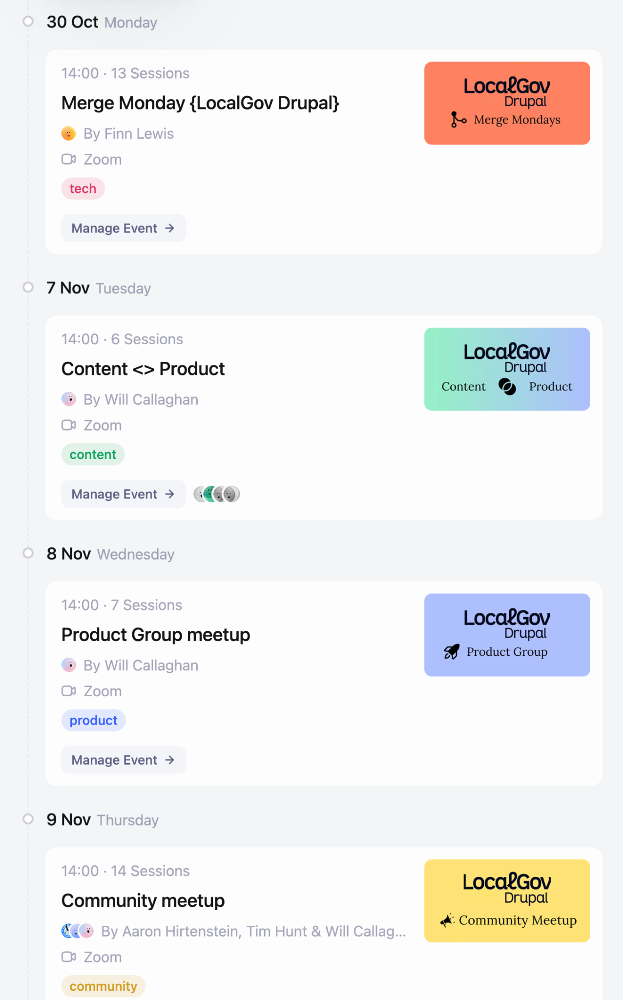 30 Oct Monday
14:00 · 13 Sessions
Merge Monday {LocalGov Drupal}
By Finn Lewis
Zoom
tech
Manage Event →
LocalGov
Drupal
Merge Mondays
7 Nov Tuesday
14:00 · 6 Sessions
Content <> Product
By Will Callaghan
Zoom
content
Manage Event →
LocalGov
Drupal
Content Product
8 Nov Wednesday
14:00 · 7 Sessions
Product Group meetup
By Will Callaghan
Zoom
product
Manage Event →
LocalGov
Drupal
Product Group
9 Nov Thursday
14:00 · 14 Sessions
Community meetup
By Aaron Hirtenstein, Tim Hunt & Will Callag...
Zoom
community
LocalGov
Drupal
Community Meetup